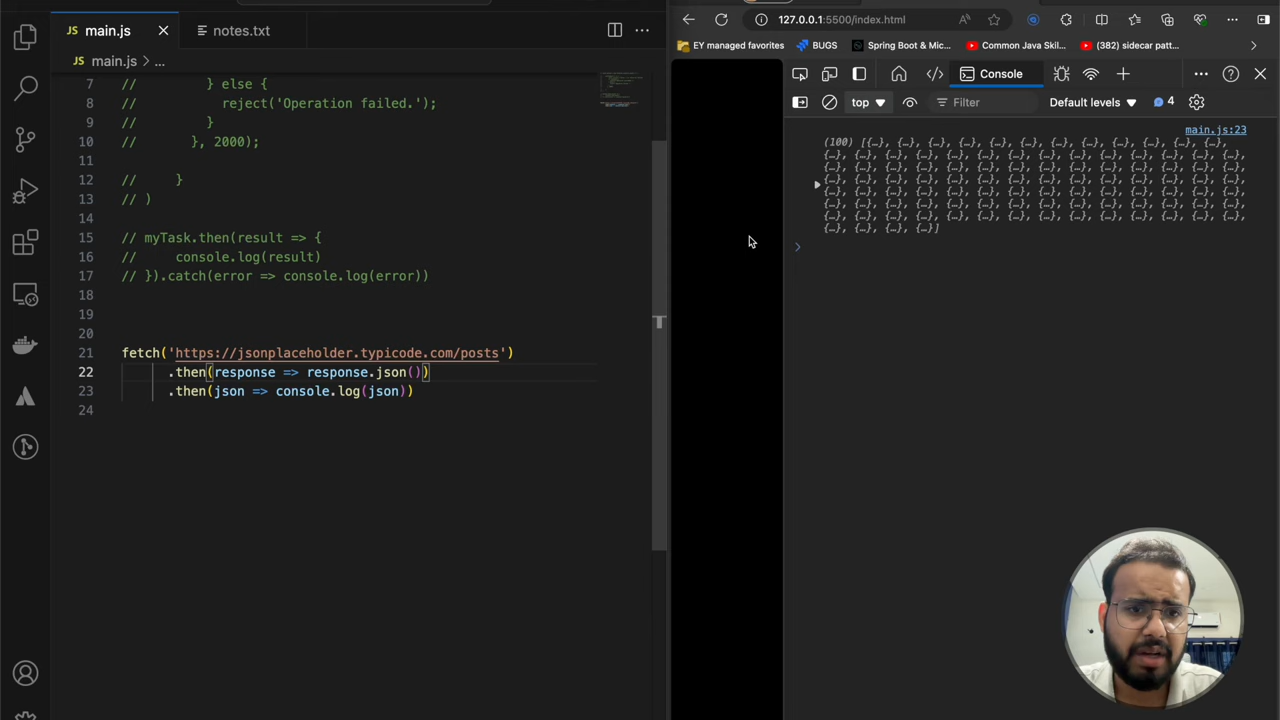 main.js
notes.txt
main.js > ...
7 // } else {
8 // reject('Operation failed.');
9 // }
10 // }, 2000);
11
12 // }
13 // )
14
15 // myTask.then(result => {
16 // console.log(result)
17 // }).catch(error => console.log(error))
18
19
20
21 fetch('https://jsonplaceholder.typicode.com/posts')
22 .then(response => response.json())
23 .then(json => console.log(json))
24
127.0.0.1:5500/index.html
EY managed favorites
BUGS
Spring Boot & Mic...
Common Java Skil...
(382) sidecar patt...
Console
top
Filter
Default levels
4
main.js:23
(100) [{…}, {…}, {…}, {…}, {…}, {…}, {…}, {…}, {…}, {…}, {…}, {…},
{…}, {…}, {…}, {…}, {…}, {…}, {…}, {…}, {…}, {…}, {…}, {…}, {…}, {…},
{…}, {…}, {…}, {…}, {…}, {…}, {…}, {…}, {…}, {…}, {…}, {…}, {…}, {…},
{…}, {…}, {…}, {…}, {…}, {…}, {…}, {…}, {…}, {…}, {…}, {…}, {…}, {…},
{…}, {…}, {…}, {…}, {…}, {…}, {…}, {…}, {…}, {…}, {…}, {…}, {…}, {…},
{…}, {…}, {…}, {…}, {…}, {…}, {…}, {…}, {…}, {…}, {…}, {…}, {…}, {…},
{…}, {…}, {…}, {…}, {…}, {…}, {…}, {…}, {…}, {…}, {…}, {…}, {…}, {…},
{…}, {…}, {…}, {…}]